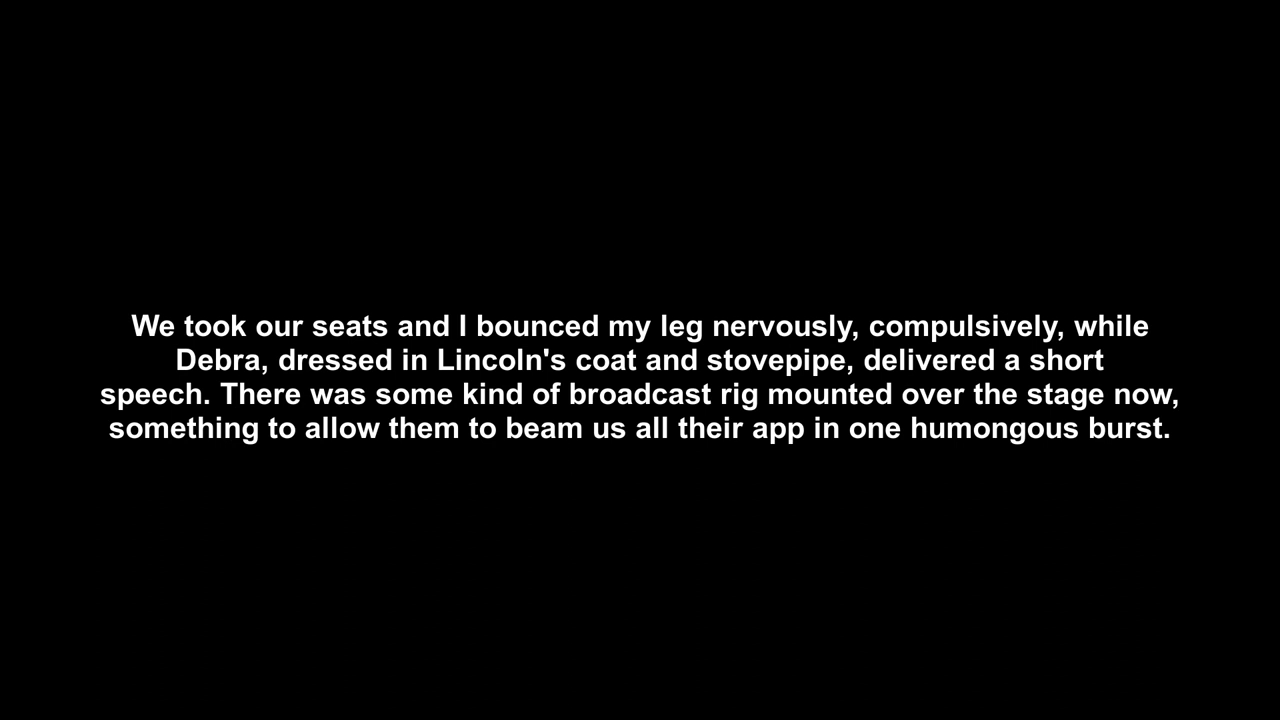 We took our seats and I bounced my leg nervously, compulsively, while
Debra, dressed in Lincoln's coat and stovepipe, delivered a short
speech. There was some kind of broadcast rig mounted over the stage now,
something to allow them to beam us all their app in one humongous burst.